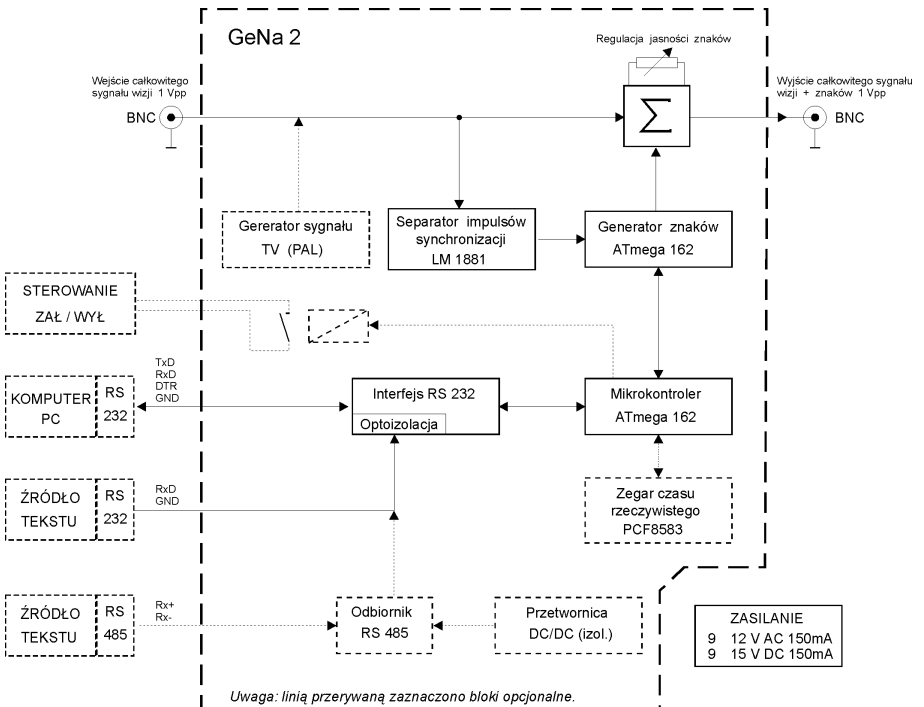 GeNa 2
Regulacja jasności znaków
Wejście całkowitego
sygnału wizji 1 Vpp
BNC
Σ
Wyjście całkowitego sygnału
wizji + znaków 1 Vpp
BNC
Gererator sygnału
TV (PAL)
Separator impulsów
synchronizacji
LM 1881
Generator znaków
ATmega 162
STEROWANIE
ZAŁ / WYŁ
TxD
RxD
DTR
GND
KOMPUTER
PC
RS
232
Interfejs RS 232
Optoizolacja
Mikrokontroler
ATmega 162
ŹRÓDŁO
TEKSTU
RS
232
RxD
GND
Zegar czasu
rzeczywistego
PCF8583
ŹRÓDŁO
TEKSTU
RS
485
Rx+
Rx-
Odbiornik
RS 485
Przetwornica
DC/DC (izol.)
ZASILANIE
9 12 V AC 150mA
9 15 V DC 150mA
Uwaga: linią przerywaną zaznaczono bloki opcjonalne.